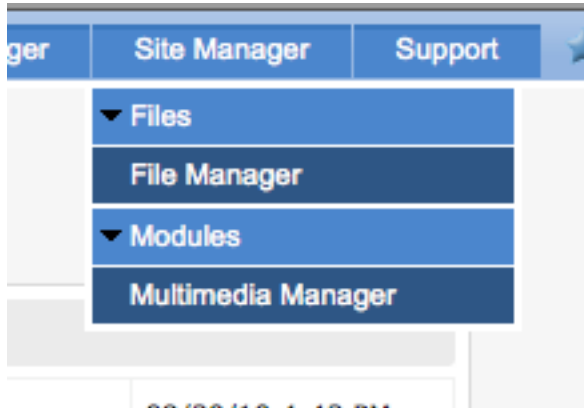 Site Manager Support
Files
File Manager
Modules
Multimedia Manager